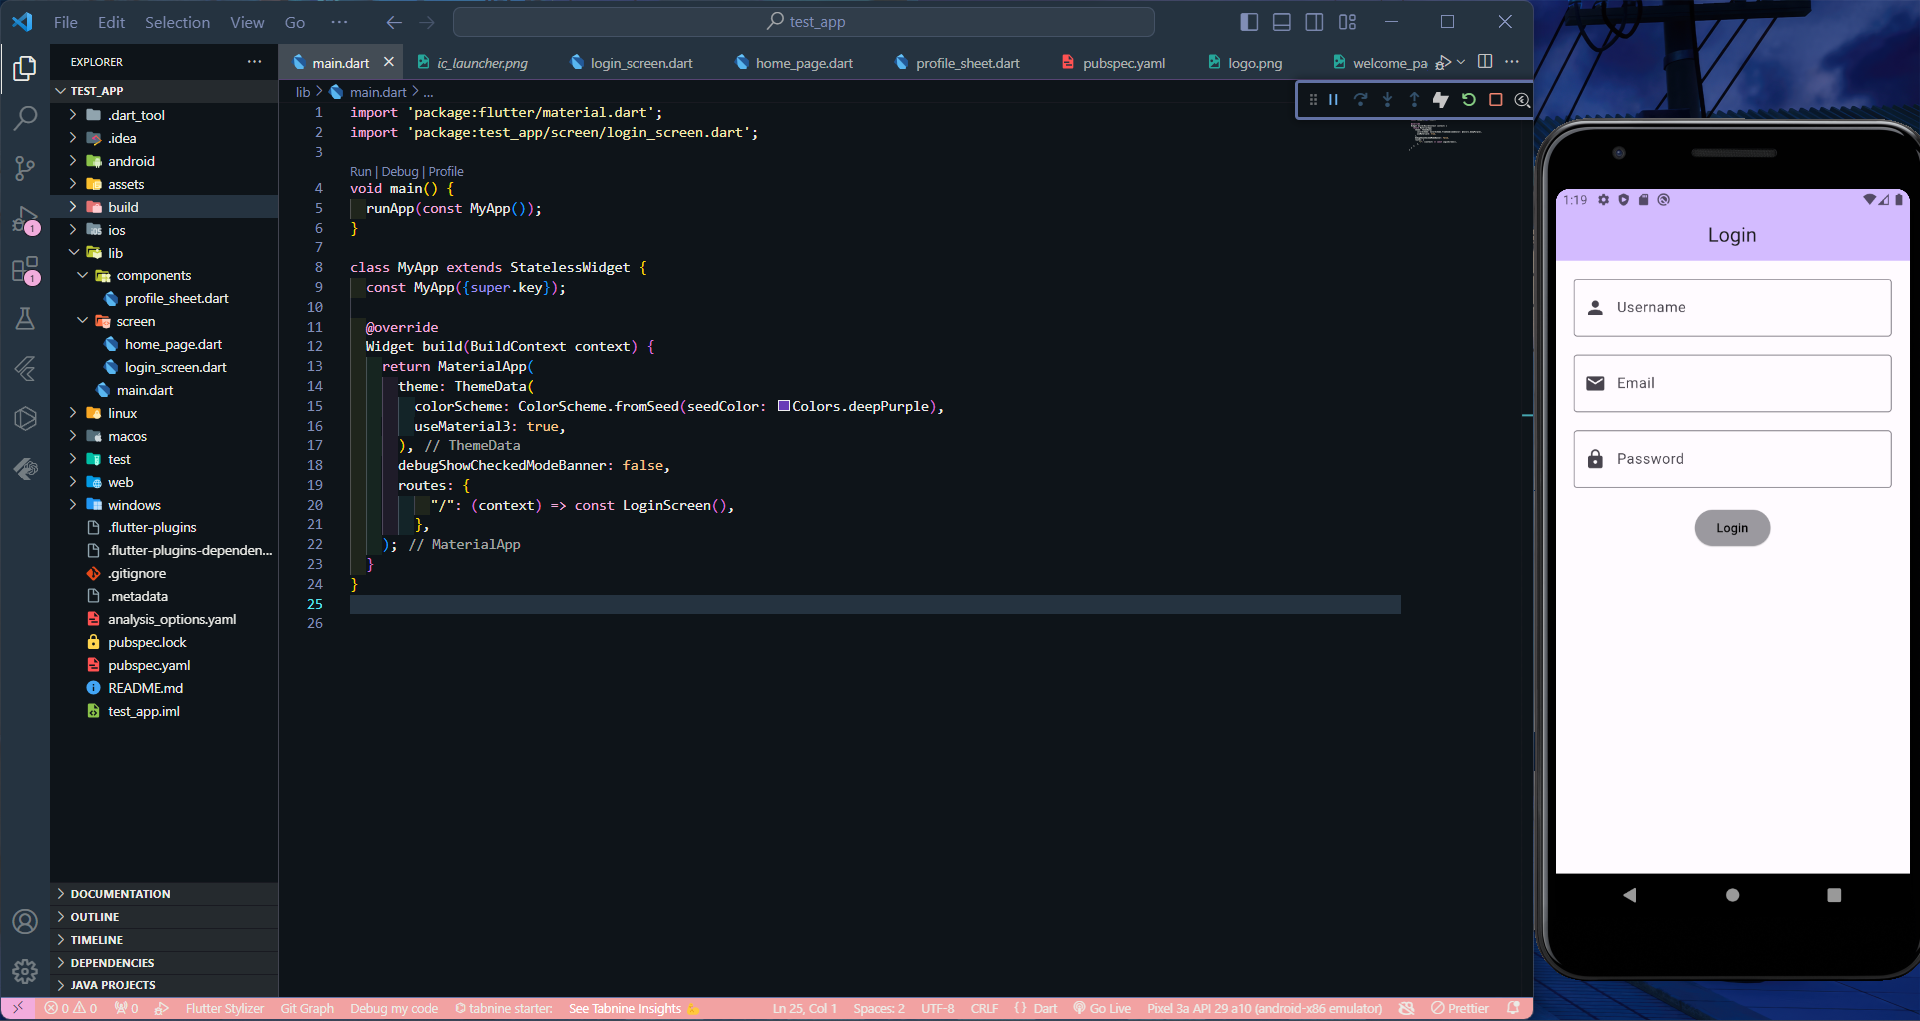 File Edit Selection View Go ··· test_app
EXPLORER ···
TEST_APP
.dart_tool
.idea
android
assets
build
ios
lib
components
profile_sheet.dart
screen
home_page.dart
login_screen.dart
main.dart
linux
macos
test
web
windows
.flutter-plugins
.flutter-plugins-dependen...
.gitignore
.metadata
analysis_options.yaml
pubspec.lock
pubspec.yaml
README.md
test_app.iml
DOCUMENTATION
OUTLINE
TIMELINE
DEPENDENCIES
JAVA PROJECTS
1
1
main.dart ic_launcher.png login_screen.dart home_page.dart profile_sheet.dart pubspec.yaml logo.png welcome_pa
lib > main.dart > ...
1 import 'package:flutter/material.dart';
2 import 'package:test_app/screen/login_screen.dart';
3
Run | Debug | Profile
4 void main() {
5 runApp(const MyApp());
6 }
7
8 class MyApp extends StatelessWidget {
9 const MyApp({super.key});
10
11 @override
12 Widget build(BuildContext context) {
13 return MaterialApp(
14 theme: ThemeData(
15 colorScheme: ColorScheme.fromSeed(seedColor: Colors.deepPurple),
16 useMaterial3: true,
17 ), // ThemeData
18 debugShowCheckedModeBanner: false,
19 routes: {
20 "/": (context) => const LoginScreen(),
21 },
22 ); // MaterialApp
23 }
24 }
25
26
0 0 0 Flutter Stylizer Git Graph Debug my code tabnine starter: See Tabnine Insights Ln 25, Col 1 Spaces: 2 UTF-8 CRLF {} Dart Go Live Pixel 3a API 29 a10 (android-x86 emulator) Prettier
1:19
Login
Username
Email
Password
Login